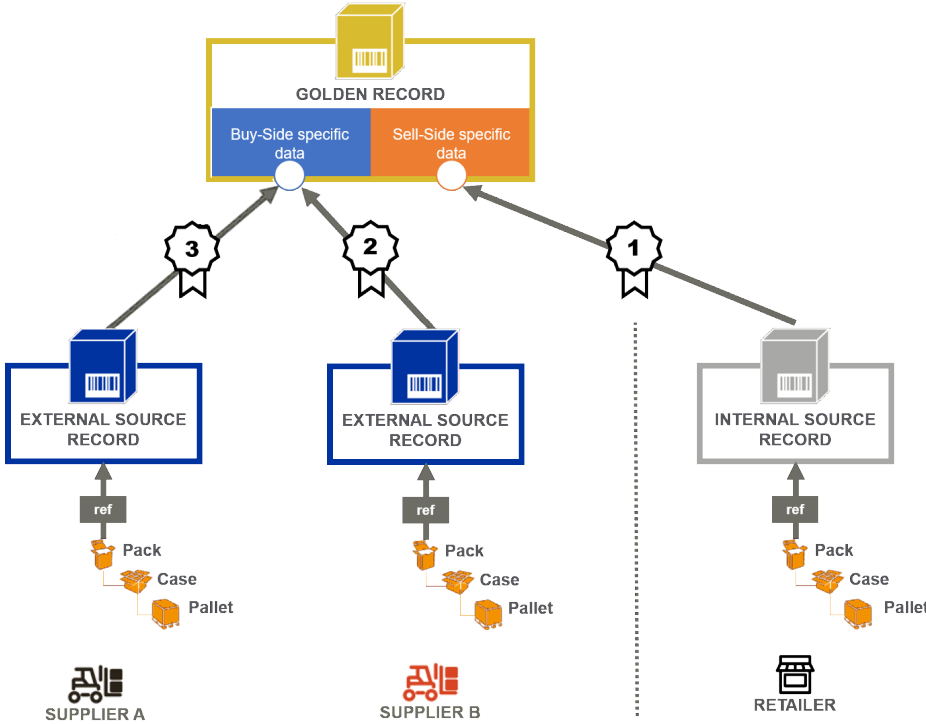 GOLDEN RECORD
Buy-Side specific
data
Sell-Side specific
data
3
2
1
EXTERNAL SOURCE
RECORD
EXTERNAL SOURCE
RECORD
INTERNAL SOURCE
RECORD
ref
ref
ref
Pack
Case
Pallet
Pack
Case
Pallet
Pack
Case
Pallet
SUPPLIER A
SUPPLIER B
RETAILER